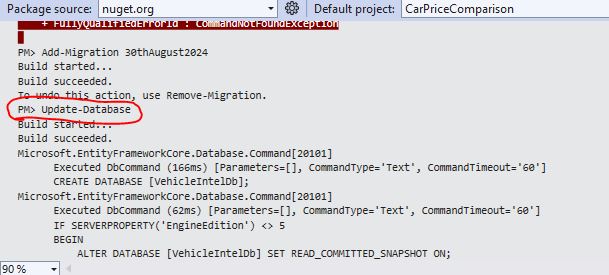 Package source: nuget.org Default project: CarPriceComparison
+ FullyQualifiedErrorId : CommandNotFoundException
PM> Add-Migration 30thAugust2024
Build started...
Build succeeded.
To undo this action, use Remove-Migration.
PM> Update-Database
Build started...
Build succeeded.
Microsoft.EntityFrameworkCore.Database.Command[20101]
Executed DbCommand (166ms) [Parameters=[], CommandType='Text', CommandTimeout='60']
CREATE DATABASE [VehicleIntelDb];
Microsoft.EntityFrameworkCore.Database.Command[20101]
Executed DbCommand (62ms) [Parameters=[], CommandType='Text', CommandTimeout='60']
IF SERVERPROPERTY('EngineEdition') <> 5
BEGIN
ALTER DATABASE [VehicleIntelDb] SET READ_COMMITTED_SNAPSHOT ON;
90 %